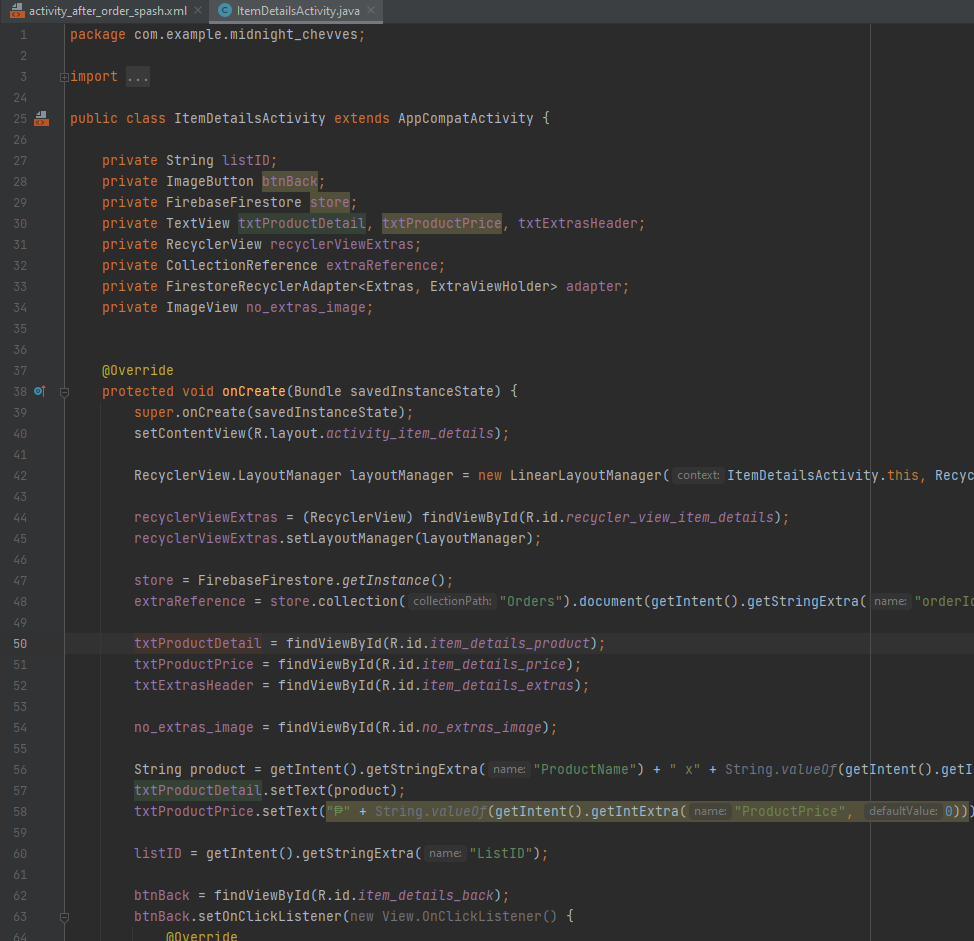 activity_after_order_spash.xml ItemDetailsActivity.java
1 package com.example.midnight_chevves;
2
3 import ...
24
25 public class ItemDetailsActivity extends AppCompatActivity {
26
27 private String listID;
28 private ImageButton btnBack;
29 private FirebaseFirestore store;
30 private TextView txtProductDetail, txtProductPrice, txtExtrasHeader;
31 private RecyclerView recyclerViewExtras;
32 private CollectionReference extraReference;
33 private FirestoreRecyclerAdapter<Extras, ExtraViewHolder> adapter;
34 private ImageView no_extras_image;
35
36
37 @Override
38 protected void onCreate(Bundle savedInstanceState) {
39 super.onCreate(savedInstanceState);
40 setContentView(R.layout.activity_item_details);
41
42 RecyclerView.LayoutManager layoutManager = new LinearLayoutManager( context: ItemDetailsActivity.this, Recyc
43
44 recyclerViewExtras = (RecyclerView) findViewById(R.id.recycler_view_item_details);
45 recyclerViewExtras.setLayoutManager(layoutManager);
46
47 store = FirebaseFirestore.getInstance();
48 extraReference = store.collection( collectionPath: "Orders").document(getIntent().getStringExtra( name: "orderId
49
50 txtProductDetail = findViewById(R.id.item_details_product);
51 txtProductPrice = findViewById(R.id.item_details_price);
52 txtExtrasHeader = findViewById(R.id.item_details_extras);
53
54 no_extras_image = findViewById(R.id.no_extras_image);
55
56 String product = getIntent().getStringExtra( name: "ProductName") + " x" + String.valueOf(getIntent().getI
57 txtProductDetail.setText(product);
58 txtProductPrice.setText("₱" + String.valueOf(getIntent().getIntExtra( name: "ProductPrice", defaultValue: 0)))
59
60 listID = getIntent().getStringExtra( name: "ListID");
61
62 btnBack = findViewById(R.id.item_details_back);
63 btnBack.setOnClickListener(new View.OnClickListener() {
64 @Override